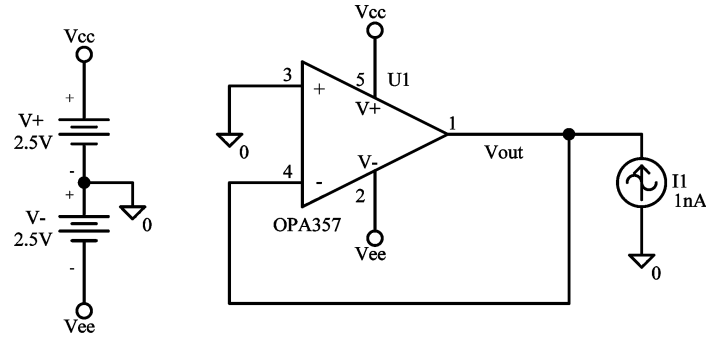 Vcc
+
V+
2.5V
-
+
0
V-
2.5V
-
Vee
Vcc
3
5
U1
+
V+
0
1
Vout
4
V-
-
2
OPA357
Vee
I1
1nA
0